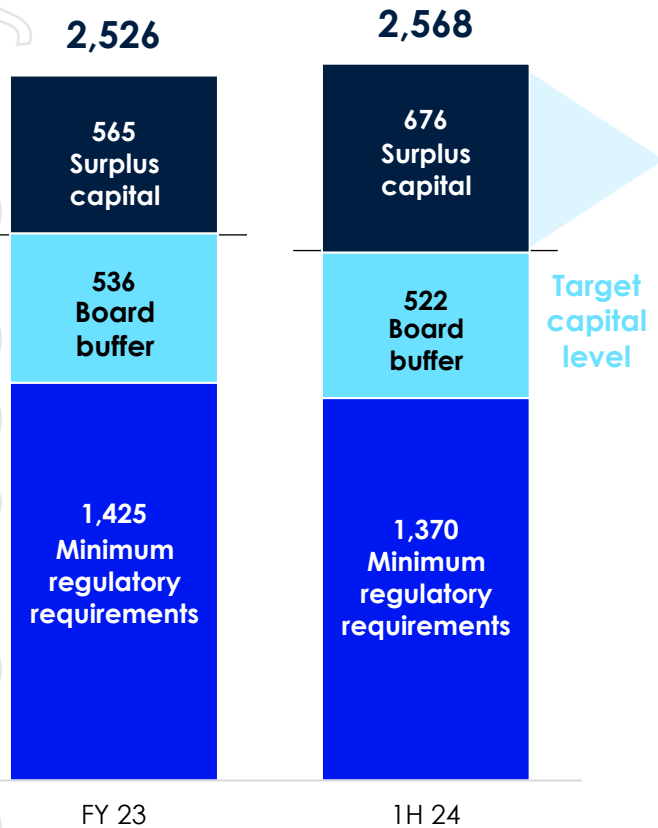 2,526
565
Surplus
capital
536
Board
buffer
1,425
Minimum
regulatory
requirements
FY 23
2,568
676
Surplus
capital
522
Board
buffer
1,370
Minimum
regulatory
requirements
1H 24
Target
capital
level